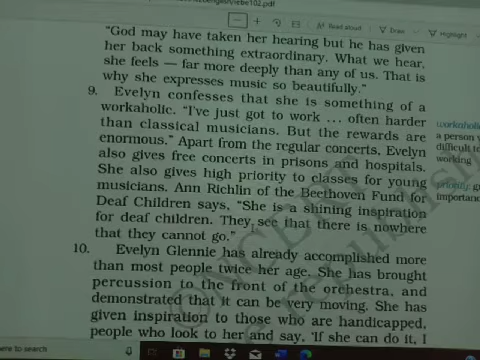 102.pdf
Read aloud
Draw
Highlight
"God may have taken her hearing but he has given
her back something extraordinary. What we hear,
she feels — far more deeply than any of us. That is
why she expresses music so beautifully."
9. Evelyn confesses that she is something of a
workaholic. "I've just got to work ... often harder
than classical musicians. But the rewards are
enormous." Apart from the regular concerts, Evelyn
also gives free concerts in prisons and hospitals.
She also gives high priority to classes for young
musicians. Ann Richlin of the Beethoven Fund for
Deaf Children says, "She is a shining inspiration
for deaf children. They see that there is nowhere
that they cannot go."
10. Evelyn Glennie has already accomplished more
than most people twice her age. She has brought
percussion to the front of the orchestra, and
demonstrated that it can be very moving. She has
given inspiration to those who are handicapped,
people who look to her and say, 'If she can do it, I
workaholic
a person
difficult to
working
priority:
importance
NCERT
republish
here to search